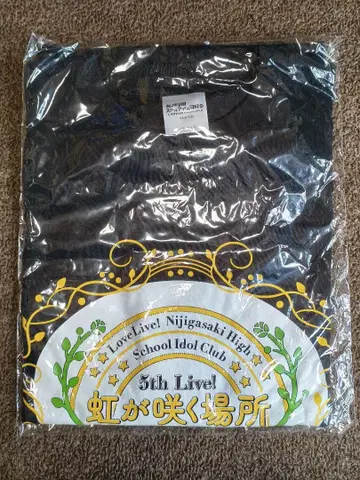 LoveLive! Nijigasaki High
School Idol Club
5th Live!
虹が咲く場所